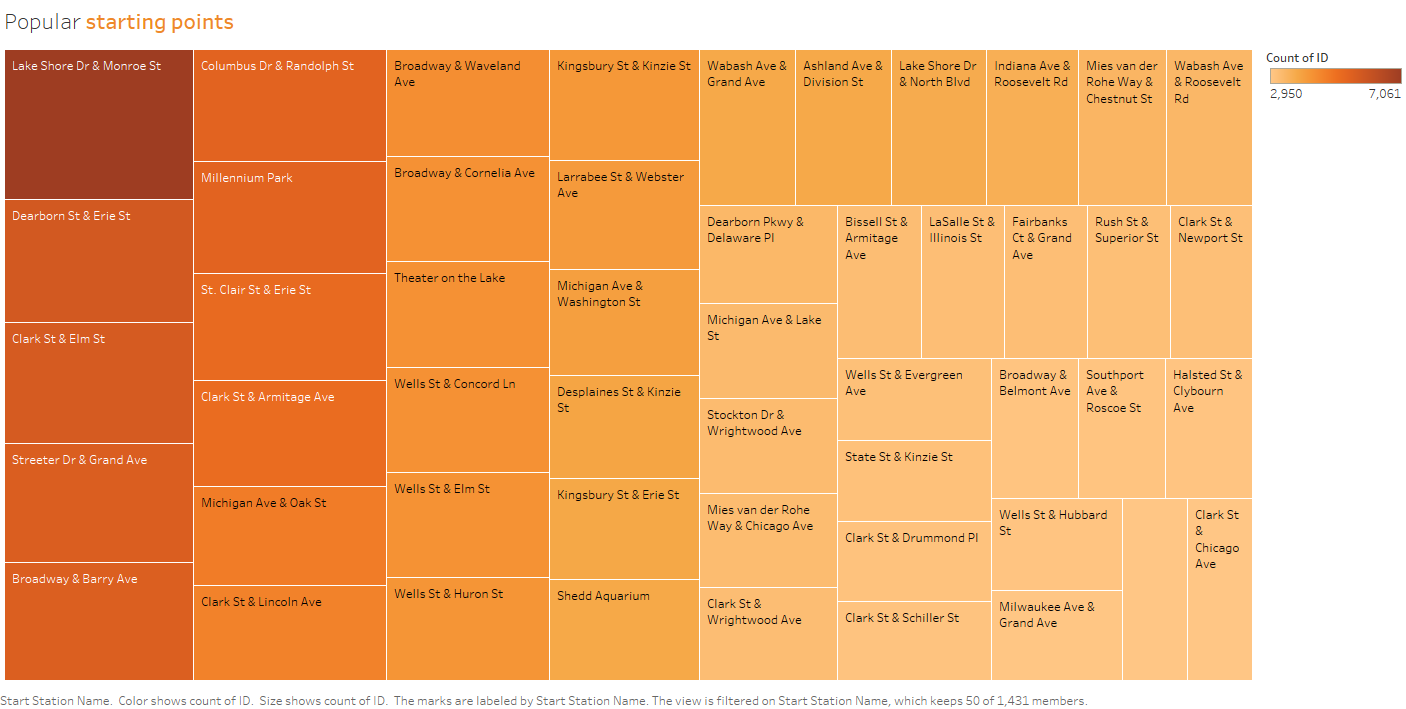 Popular starting points
Lake Shore Dr & Monroe St
Dearborn St & Erie St
Clark St & Elm St
Streeter Dr & Grand Ave
Broadway & Barry Ave
Columbus Dr & Randolph St
Millennium Park
St. Clair St & Erie St
Clark St & Armitage Ave
Michigan Ave & Oak St
Clark St & Lincoln Ave
Broadway & Waveland
Ave
Broadway & Cornelia Ave
Theater on the Lake
Wells St & Concord Ln
Wells St & Elm St
Wells St & Huron St
Kingsbury St & Kinzie St
Larrabee St & Webster
Ave
Michigan Ave &
Washington St
Desplaines St & Kinzie
St
Kingsbury St & Erie St
Shedd Aquarium
Wabash Ave &
Grand Ave
Ashland Ave &
Division St
Lake Shore Dr
& North Blvd
Indiana Ave &
Roosevelt Rd
Mies van der
Rohe Way &
Chestnut St
Wabash Ave
& Roosevelt
Rd
Dearborn Pkwy &
Delaware Pl
Michigan Ave & Lake
St
Stockton Dr &
Wrightwood Ave
Mies van der Rohe
Way & Chicago Ave
Clark St &
Wrightwood Ave
Bissell St &
Armitage
Ave
LaSalle St &
Illinois St
Fairbanks
Ct & Grand
Ave
Rush St &
Superior St
Clark St &
Newport St
Wells St & Evergreen
Ave
State St & Kinzie St
Clark St & Drummond Pl
Clark St & Schiller St
Broadway &
Belmont Ave
Southport
Ave &
Roscoe St
Halsted St &
Clybourn
Ave
Wells St & Hubbard
St
Milwaukee Ave &
Grand Ave
Clark St
&
Chicago
Ave
Count of ID
2,950 7,061
Start Station Name. Color shows count of ID. Size shows count of ID. The marks are labeled by Start Station Name. The view is filtered on Start Station Name, which keeps 50 of 1,431 members.